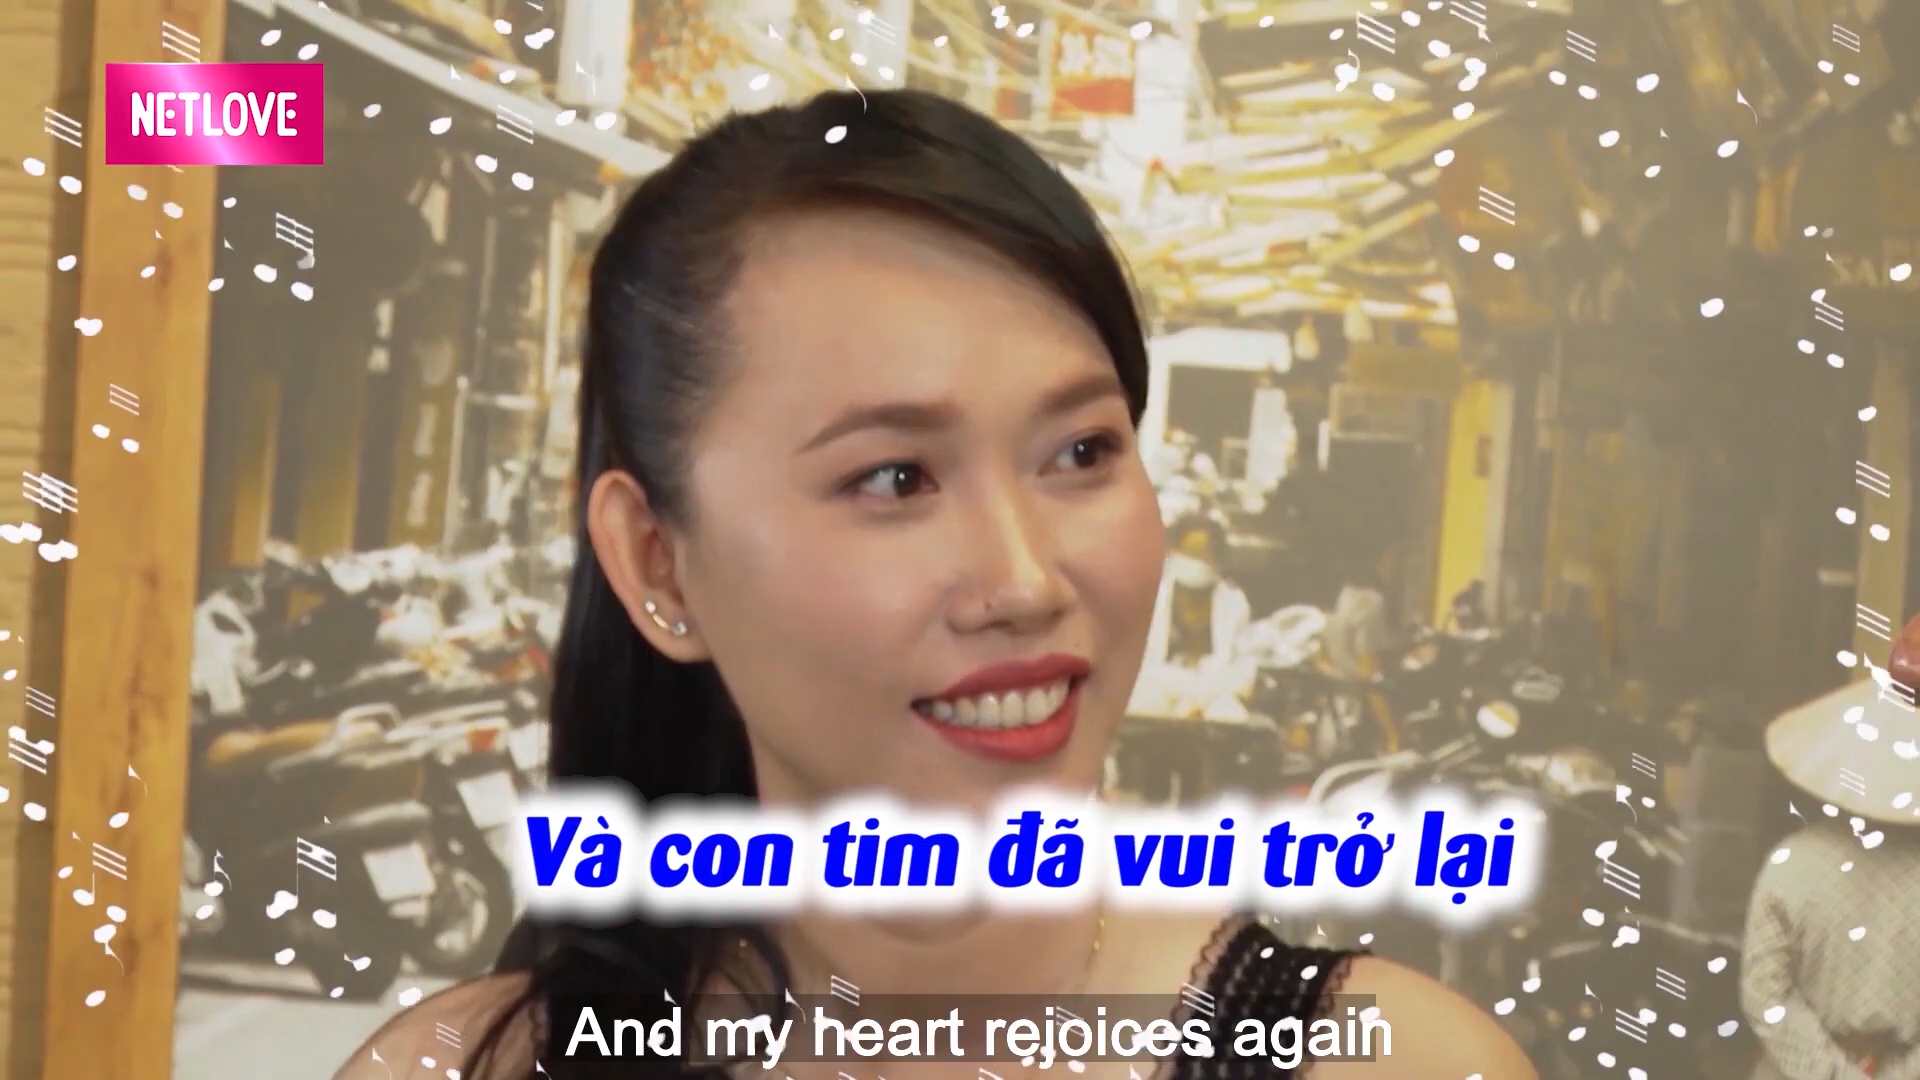 NETLOVE
Và con tim đã vui trở lại
And my heart rejoices again